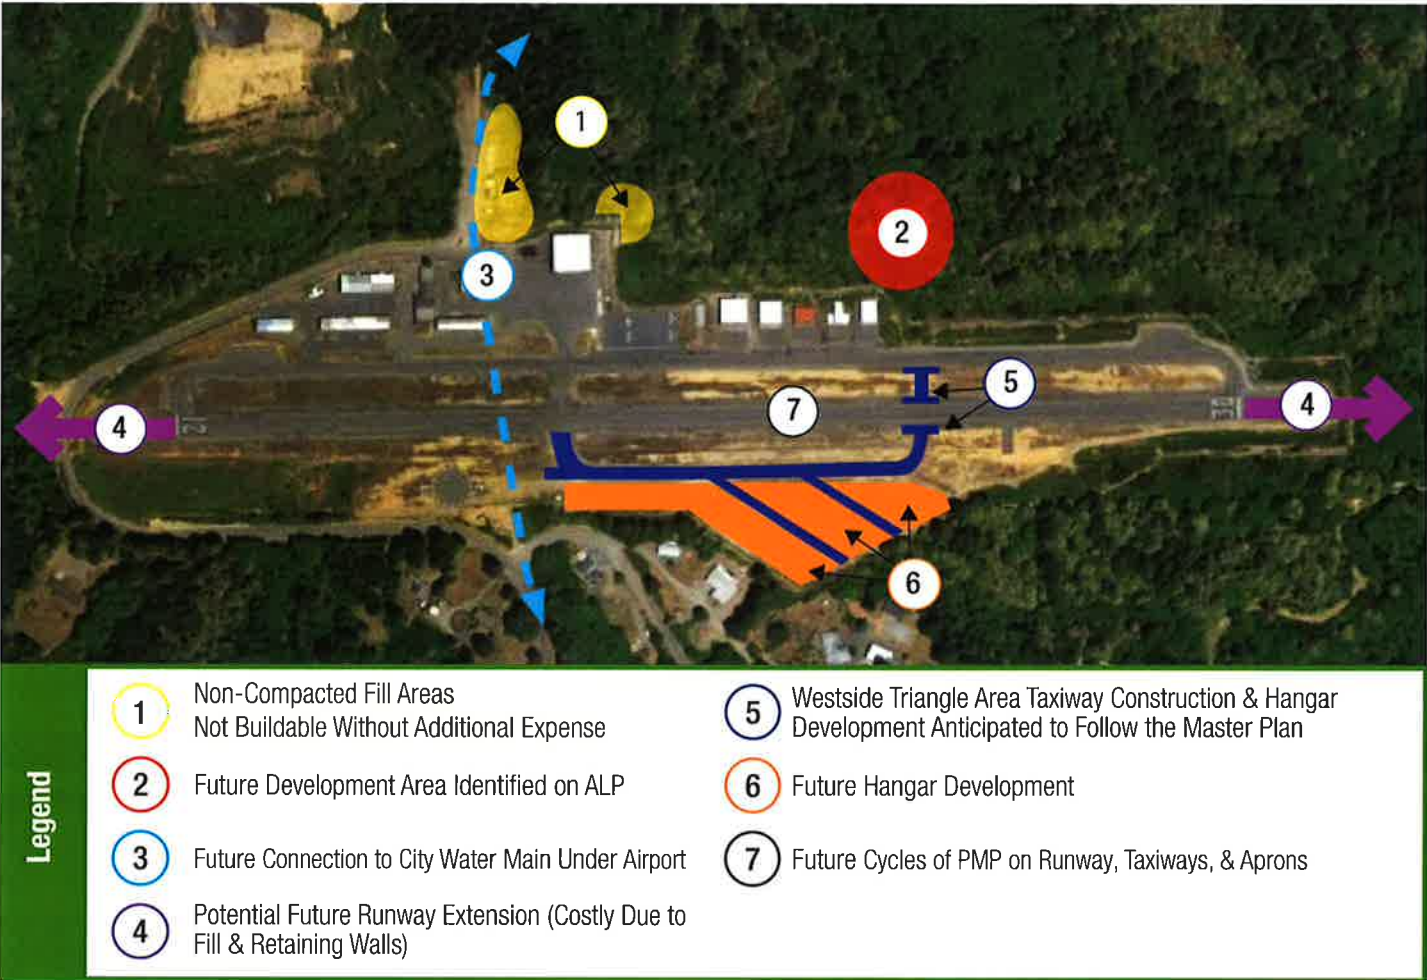 1
2
3
5
4
7
4
6
Legend
1
Non-Compacted Fill Areas
Not Buildable Without Additional Expense
2
Future Development Area Identified on ALP
3
Future Connection to City Water Main Under Airport
4
Potential Future Runway Extension (Costly Due to
Fill & Retaining Walls)
5
Westside Triangle Area Taxiway Construction & Hangar
Development Anticipated to Follow the Master Plan
6
Future Hangar Development
7
Future Cycles of PMP on Runway, Taxiways, & Aprons